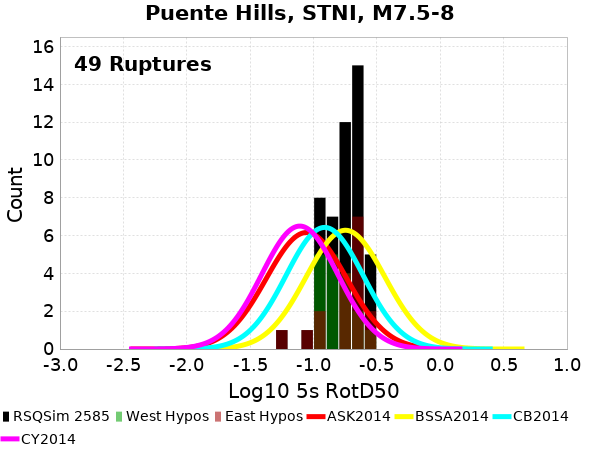 Puente Hills, STNI, M7.5-8
49 Ruptures
16
14
12
10
8
6
4
2
0
Count
-3.0 -2.5 -2.0 -1.5 -1.0 -0.5 0.0 0.5 1.0
Log10 5s RotD50
RSQSim 2585 West Hypos East Hypos ASK2014 BSSA2014 CB2014
CY2014